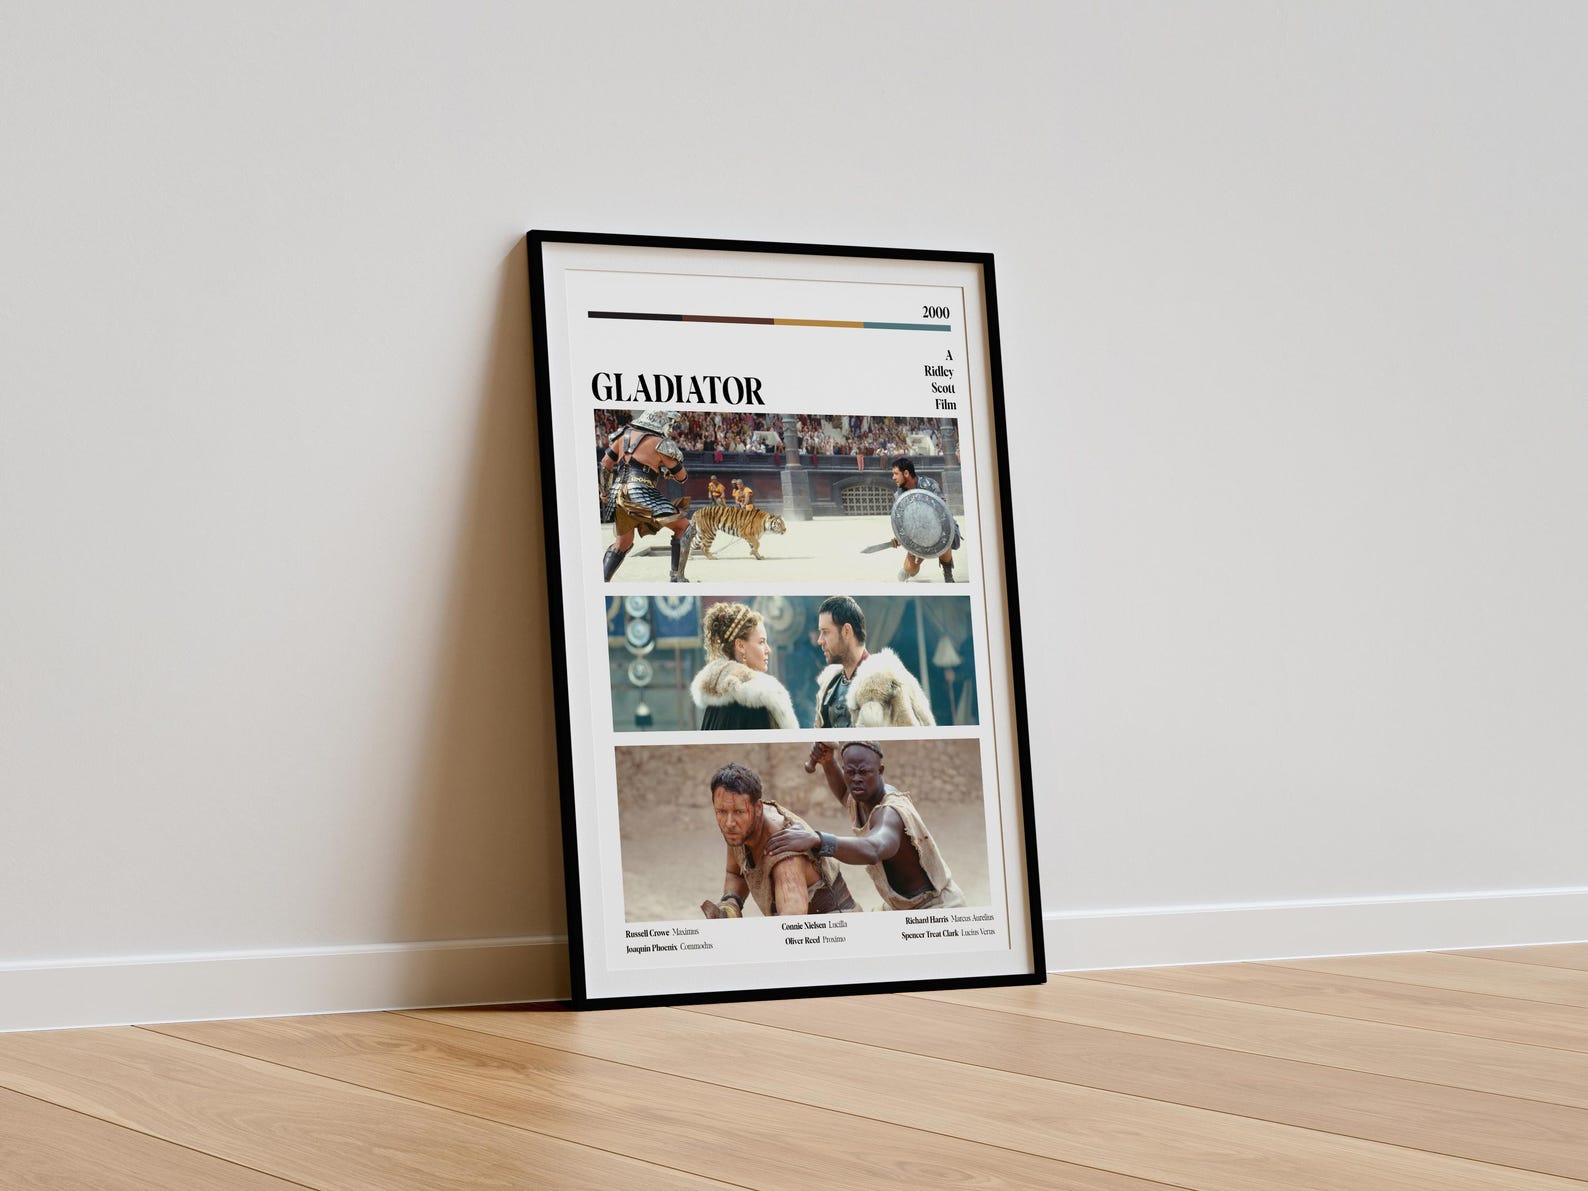 2000
A
Ridley
Scott
Film
GLADIATOR
Russell Crowe Maximus
Connie Nielsen Lucilla
Richard Harris Marcus Aurelius
Joaquin Phoenix Commodus
Oliver Reed Proximo
Spencer Treat Clark Lucius Verus